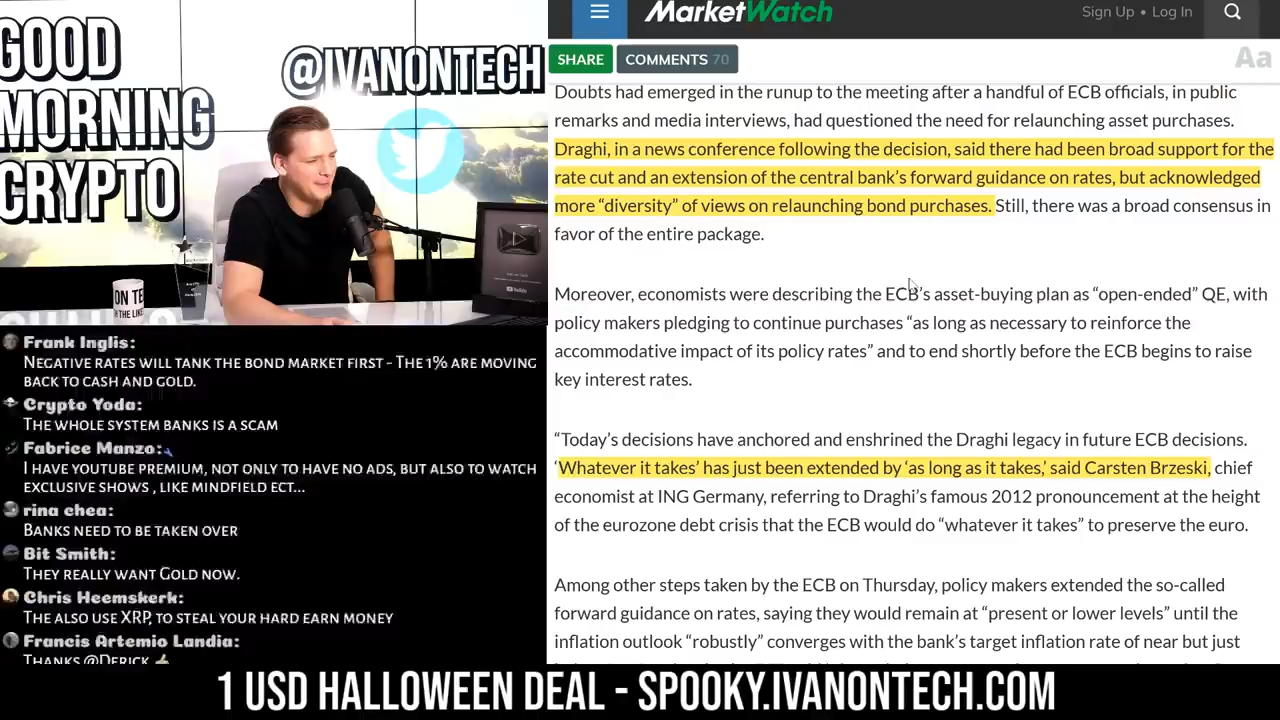 GOOD
MORNING
CRYPTO
@IVANONTECH
ON TE
YouTube
Frank Inglis:
NEGATIVE RATES WILL TANK THE BOND MARKET FIRST - THE 1% ARE MOVING
BACK TO CASH AND GOLD.
Crypto Yoda:
THE WHOLE SYSTEM BANKS IS A SCAM
Fabrice Manzo:
I HAVE YOUTUBE PREMIUM, NOT ONLY TO HAVE NO ADS, BUT ALSO TO WATCH
EXCLUSIVE SHOWS , LIKE MINDFIELD ECT...
rina chea:
BANKS NEED TO BE TAKEN OVER
Bit Smith:
THEY REALLY WANT GOLD NOW.
Chris Heemskerk:
THE ALSO USE XRP, TO STEAL YOUR HARD EARN MONEY
Francis Artemio Landia:
THANKS @DERICK
MarketWatch
Sign Up • Log In
SHARE
COMMENTS 70
Aa
Doubts had emerged in the runup to the meeting after a handful of ECB officials, in public
remarks and media interviews, had questioned the need for relaunching asset purchases.
Draghi, in a news conference following the decision, said there had been broad support for the
rate cut and an extension of the central bank’s forward guidance on rates, but acknowledged
more “diversity” of views on relaunching bond purchases. Still, there was a broad consensus in
favor of the entire package.
Moreover, economists were describing the ECB’s asset-buying plan as “open-ended” QE, with
policy makers pledging to continue purchases “as long as necessary to reinforce the
accommodative impact of its policy rates” and to end shortly before the ECB begins to raise
key interest rates.
“Today’s decisions have anchored and enshrined the Draghi legacy in future ECB decisions.
‘Whatever it takes’ has just been extended by ‘as long as it takes,’ said Carsten Brzeski, chief
economist at ING Germany, referring to Draghi’s famous 2012 pronouncement at the height
of the eurozone debt crisis that the ECB would do “whatever it takes” to preserve the euro.
Among other steps taken by the ECB on Thursday, policy makers extended the so-called
forward guidance on rates, saying they would remain at “present or lower levels” until the
inflation outlook “robustly” converges with the bank’s target inflation rate of near but just
1 USD HALLOWEEN DEAL - SPOOKY.IVANONTECH.COM